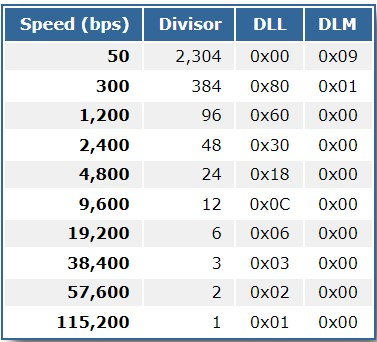 Speed (bps) Divisor DLL DLM
50 2,304 0x00 0x09
300 384 0x80 0x01
1,200 96 0x60 0x00
2,400 48 0x30 0x00
4,800 24 0x18 0x00
9,600 12 0x0C 0x00
19,200 6 0x06 0x00
38,400 3 0x03 0x00
57,600 2 0x02 0x00
115,200 1 0x01 0x00